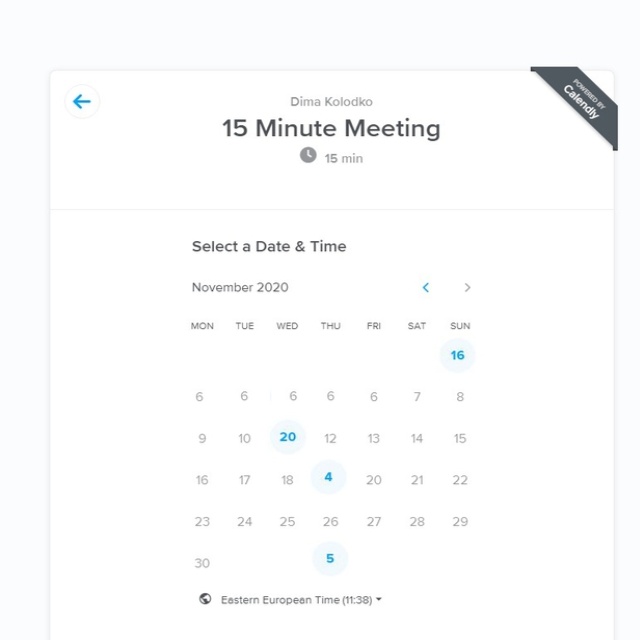 POWERED BY
Calendly
Dima Kolodko
15 Minute Meeting
15 min
Select a Date & Time
November 2020
MON TUE WED THU FRI SAT SUN
16
6 6 6 6 6 7 8
9 10 20 12 13 14 15
16 17 18 4 20 21 22
23 24 25 26 27 28 29
30 5
Eastern European Time (11:38)